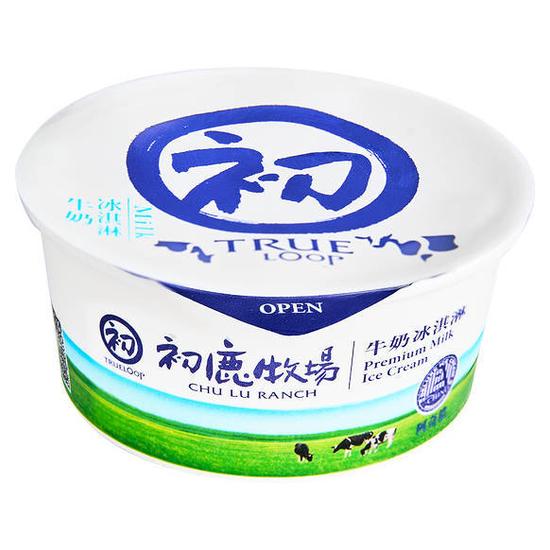 初
TRUE
LOOP
牛奶
冰淇淋
Milk
OPEN
初
TRUELOOP
初鹿牧場
CHU LU RANCH
牛奶冰淇淋
Premium Milk
Ice Cream